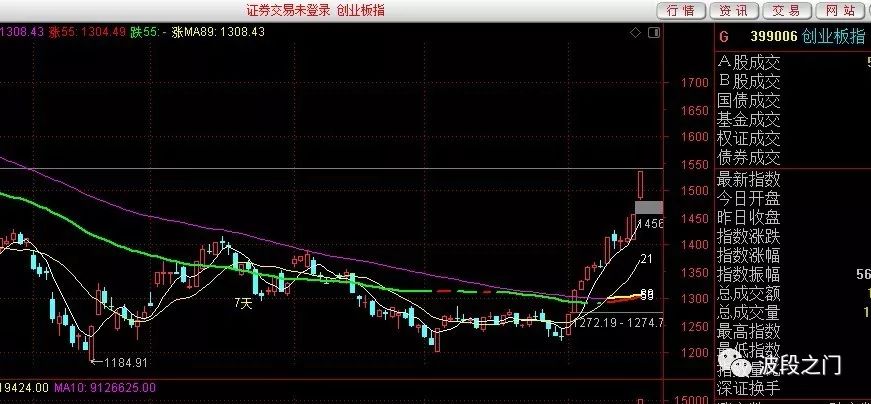 证券交易未登录 创业板指
行情 资讯 交易 网站
1308.43 涨55: 1304.49 跌55: - 涨MA89: 1308.43
G 399006 创业板指
A股成交
B股成交
国债成交
基金成交
权证成交
债券成交
最新指数
今日开盘
昨日收盘
指数涨跌
指数涨幅
指数振幅 56
总成交额 1
总成交量 1
最高指数
最低指数
深证换手
1700
1650
1600
1550
1500
1450
1400
1350
1300
1250
1200
15000
1456
21
7天
1272.19 - 1274.7
←1184.91
19424.00 MA10: 9126625.00
波段之门